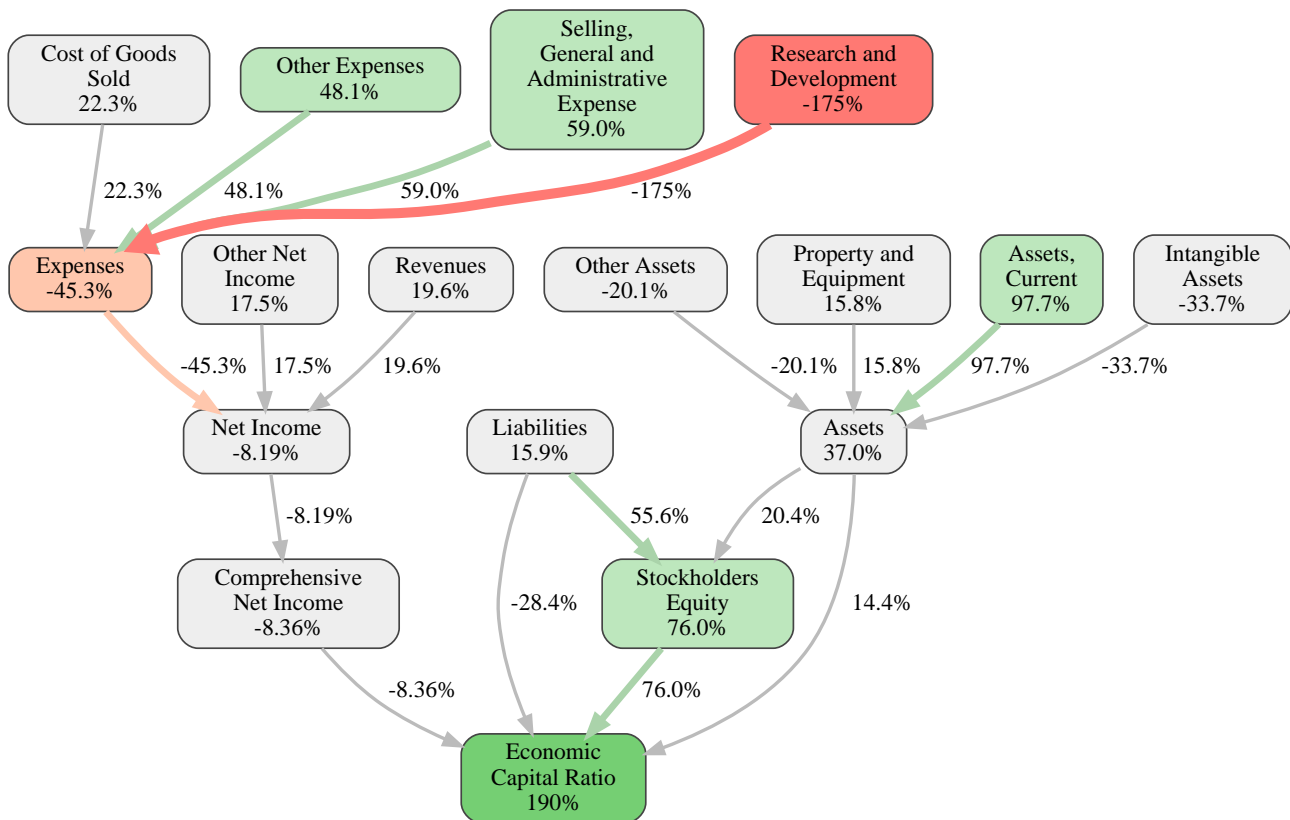 Cost of Goods
Sold
22.3%
Other Expenses
48.1%
Selling,
General and
Administrative
Expense
59.0%
Research and
Development
-175%
22.3%
48.1%
59.0%
-175%
Expenses
-45.3%
Other Net
Income
17.5%
Revenues
19.6%
Other Assets
-20.1%
Property and
Equipment
15.8%
Assets,
Current
97.7%
Intangible
Assets
-33.7%
-45.3%
17.5%
19.6%
-20.1%
15.8%
97.7%
-33.7%
Net Income
-8.19%
Liabilities
15.9%
Assets
37.0%
-8.19%
55.6%
20.4%
Comprehensive
Net Income
-8.36%
-28.4%
Stockholders
Equity
76.0%
14.4%
-8.36%
76.0%
Economic
Capital Ratio
190%